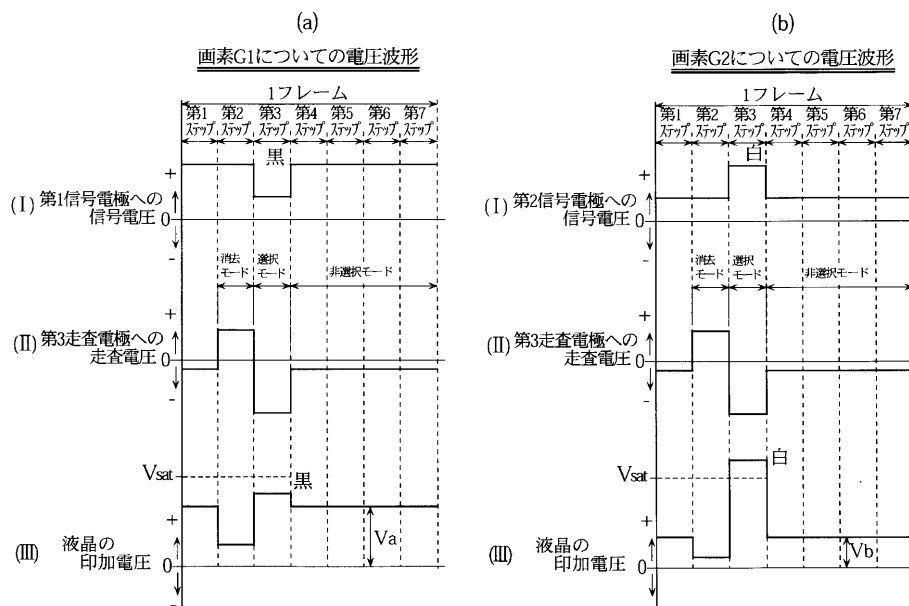 (a)
画素G1についての電圧波形
1フレーム
第1ステップ 第2ステップ 第3ステップ 第4ステップ 第5ステップ 第6ステップ 第7ステップ
黒
+
(Ⅰ) 第1信号電極への
信号電圧 0
-
消去モード 選択モード 非選択モード
+
(Ⅱ) 第3走査電極への
走査電圧 0
-
Vsat
黒
+
Va
(Ⅲ) 液晶の
印加電圧 0
-
(b)
画素G2についての電圧波形
1フレーム
第1ステップ 第2ステップ 第3ステップ 第4ステップ 第5ステップ 第6ステップ 第7ステップ
白
+
(Ⅰ) 第2信号電極への
信号電圧 0
-
消去モード 選択モード 非選択モード
+
(Ⅱ) 第3走査電極への
走査電圧 0
-
白
Vsat
+
Vb
(Ⅲ) 液晶の
印加電圧 0